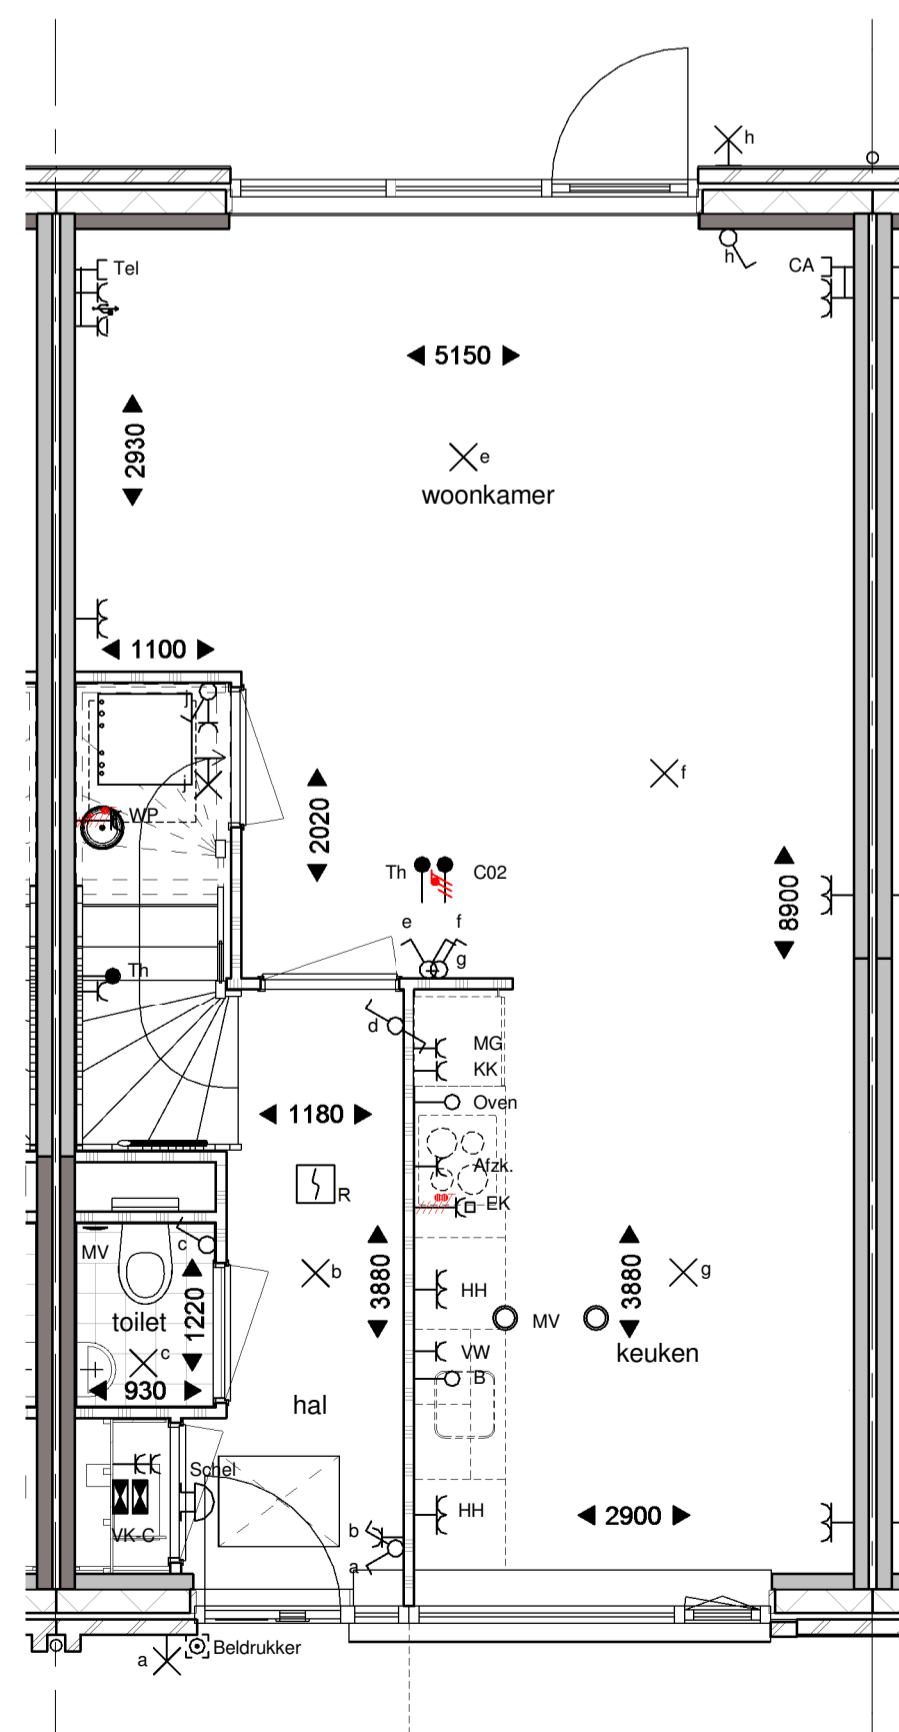 h
h
Tel
CA
5150
2930
e
woonkamer
1100
j
j
f
WP
2020
Th
C02
8900
e
f
g
Th
d
MG
KK
Oven
1180
Afzk.
R
EK
c
MV
b
3880
3880
g
HH
1220
toilet
MV
c
VW
keuken
930
B
hal
Schel
HH
2900
VK-C
b
a
a
Beldrukker